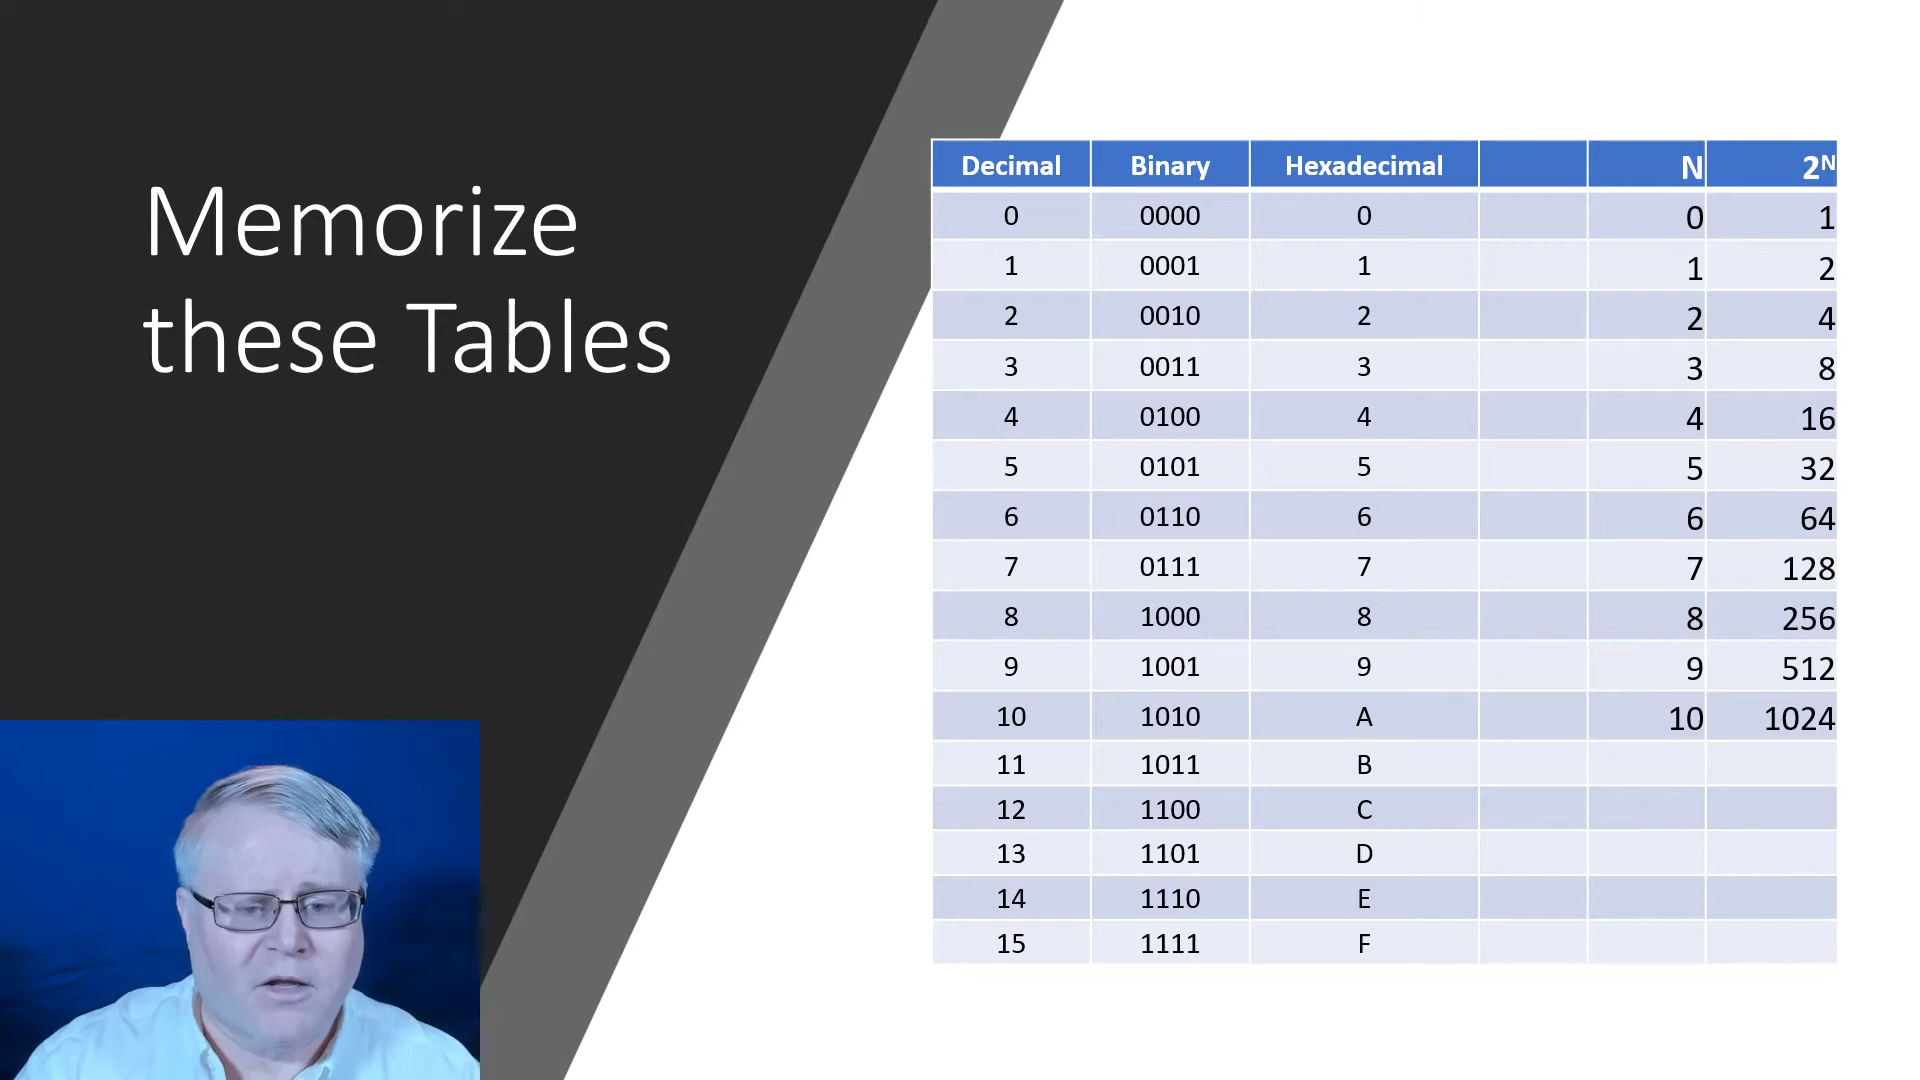 Memorize
these Tables
Decimal Binary Hexadecimal N 2ᴺ
0 0000 0 0 1
1 0001 1 1 2
2 0010 2 2 4
3 0011 3 3 8
4 0100 4 4 16
5 0101 5 5 32
6 0110 6 6 64
7 0111 7 7 128
8 1000 8 8 256
9 1001 9 9 512
10 1010 A 10 1024
11 1011 B
12 1100 C
13 1101 D
14 1110 E
15 1111 F